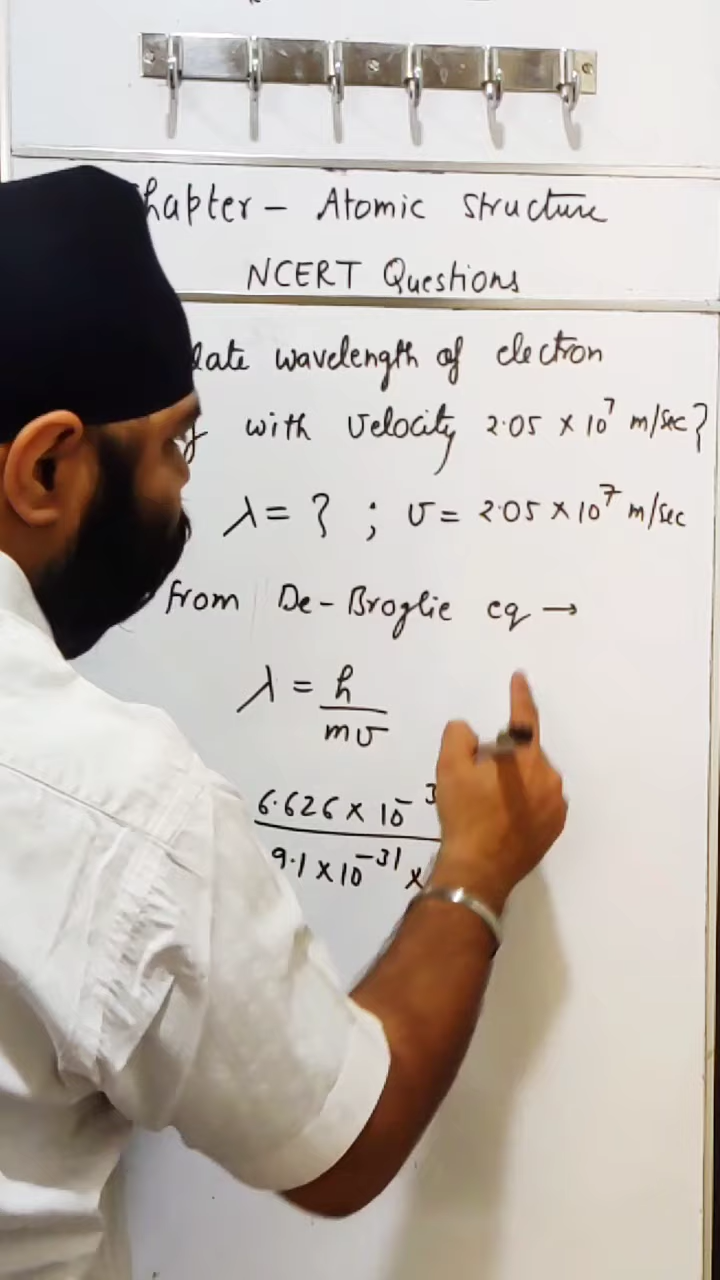 hapter - Atomic structure
NCERT Questions
late wavelength of electron
with velocity 2.05 × 10⁷ m/sec?
λ = ? ; v = 2.05 × 10⁷ m/sec
From De-Broglie eq →
λ = h
mv
6.626 × 10⁻³
9.1 × 10⁻³¹ ×